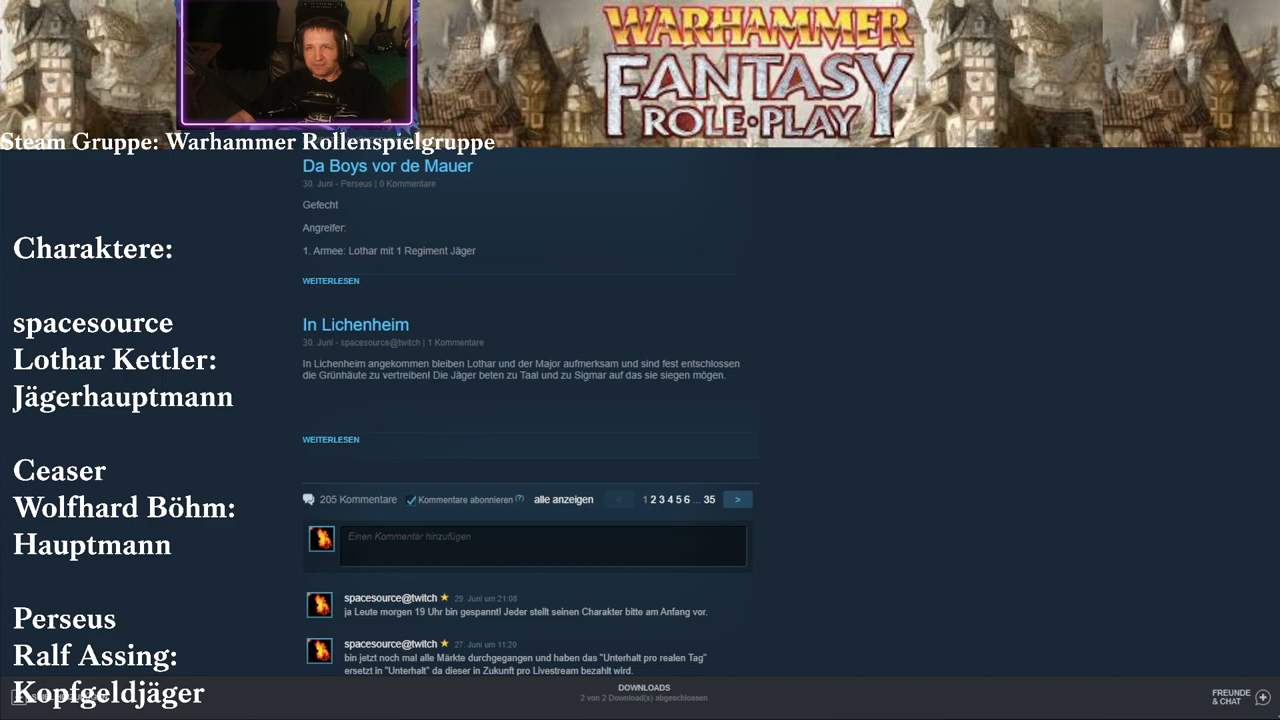 WARHAMMER
FANTASY
ROLE-PLAY
Steam Gruppe: Warhammer Rollenspielgruppe
Da Boys vor de Mauer
30. Juni - Perseus | 0 Kommentare
Gefecht
Angreifer:
1. Armee: Lothar mit 1 Regiment Jäger
WEITERLESEN
In Lichenheim
30. Juni - spacesource@twitch | 1 Kommentare
In Lichenheim angekommen bleiben Lothar und der Major aufmerksam und sind fest entschlossen
die Grünhäute zu vertreiben! Die Jäger beten zu Taal und zu Sigmar auf das sie siegen mögen.
WEITERLESEN
205 Kommentare Kommentare abonnieren (?) alle anzeigen < 1 2 3 4 5 6 ... 35 >
Einen Kommentar hinzufügen
spacesource@twitch 29. Juni um 21:08
ja Leute morgen 19 Uhr bin gespannt! Jeder stellt seinen Charakter bitte am Anfang vor.
spacesource@twitch 27. Juni um 11:20
bin jetzt noch mal alle Märkte durchgegangen und haben das "Unterhalt pro realen Tag"
ersetzt in "Unterhalt" da dieser in Zukunft pro Livestream bezahlt wird.
Charaktere:
spacesource
Lothar Kettler:
Jägerhauptmann
Ceaser
Wolfhard Böhm:
Hauptmann
Perseus
Ralf Assing:
Kopfgeldjäger
DOWNLOADS
2 von 2 Download(s) abgeschlossen
FREUNDE
& CHAT